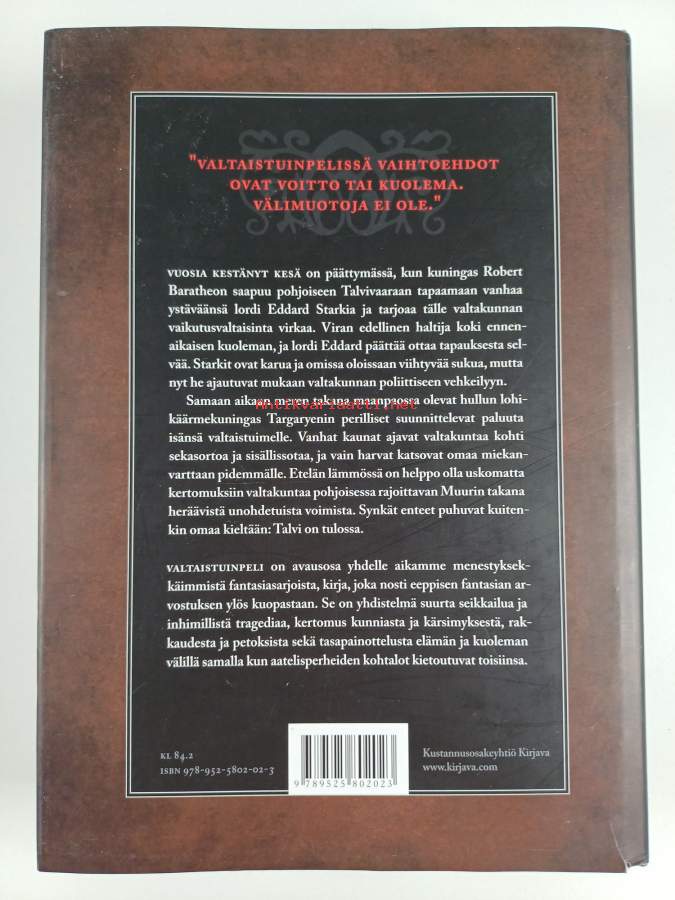 "VALTAISTUINPELISSÄ VAIHTOEHDOT
OVAT VOITTO TAI KUOLEMA.
VÄLIMUOTOJA EI OLE."
VUOSIA KESTÄNYT KESÄ on päättymässä, kun kuningas Robert
Baratheon saapuu pohjoiseen Talvivaaraan tapaamaan vanhaa
ystäväänsä lordi Eddard Starkia ja tarjoaa tälle valtakunnan
vaikutusvaltaisinta virkaa. Viran edellinen haltija koki ennen-
aikaisen kuoleman, ja lordi Eddard päättää ottaa tapauksesta sel-
vää. Starkit ovat karua ja omissa oloissaan viihtyvää sukua, mutta
nyt he ajautuvat mukaan valtakunnan poliittiseen vehkeilyyn.
Samaan aikaan meren takana maanpaossa olevat hullun lohi-
Antikvariaatti.net
käärmekuningas Targaryenin perilliset suunnittelevat paluuta
isänsä valtaistuimelle. Vanhat kaunat ajavat valtakuntaa kohti
sekasortoa ja sisällissotaa, ja vain harvat katsovat omaa miekan-
varttaan pidemmälle. Etelän lämmössä on helppo olla uskomatta
kertomuksiin valtakuntaa pohjoisessa rajoittavan Muurin takana
heräävistä unohdetuista voimista. Synkät enteet puhuvat kuiten-
kin omaa kieltään: Talvi on tulossa.
VALTAISTUINPELI on avausosa yhdelle aikamme menestyksek-
käimmistä fantasiasarjoista, kirja, joka nosti eeppisen fantasian ar-
vostuksen ylös kuopastaan. Se on yhdistelmä suurta seikkailua ja
inhimillistä tragediaa, kertomus kunniasta ja kärsimyksestä, rak-
kaudesta ja petoksista sekä tasapainottelusta elämän ja kuoleman
välillä samalla kun aatelisperheiden kohtalot kietoutuvat toisiinsa.
KL 84.2
ISBN 978-952-5802-02-3
9 789525 802023
Kustannusosakeyhtiö Kirjava
www.kirjava.com